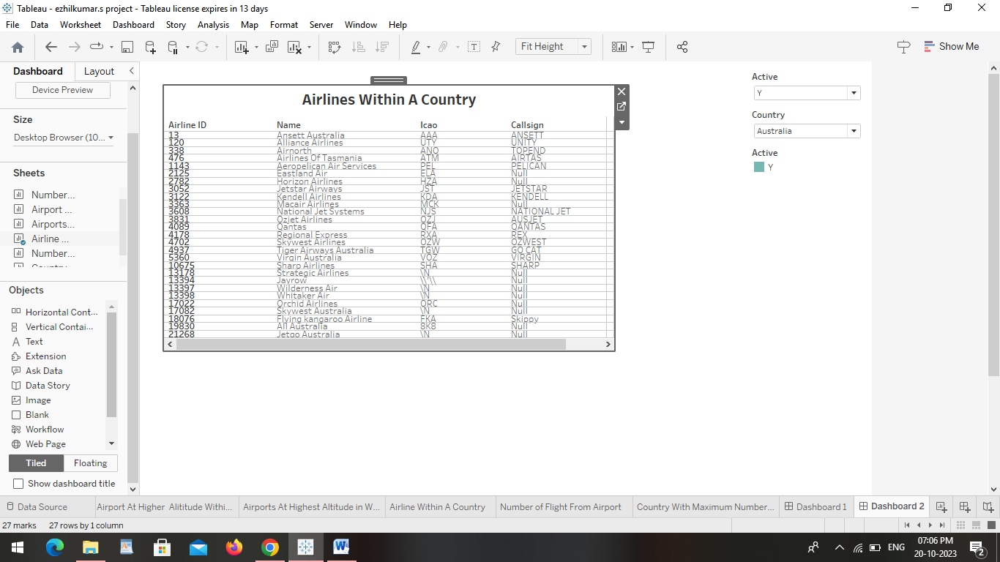 Tableau - ezhilkumar.s project - Tableau license expires in 13 days
File Data Worksheet Dashboard Story Analysis Map Format Server Window Help
Fit Height
Show Me
Dashboard Layout
Device Preview
Size
Desktop Browser (10...
Sheets
Number...
Airport ...
Airports...
Airline ...
Number...
Country
Objects
Horizontal Cont...
Vertical Contai...
Text
Extension
Ask Data
Data Story
Image
Blank
Workflow
Web Page
Tiled Floating
Show dashboard title
Airlines Within A Country
Airline ID Name Icao Callsign
13 Ansett Australia AAA ANSETT
120 Alliance Airlines UTY UNITY
338 Airnorth ANO TOPEND
476 Airlines Of Tasmania ATM AIRTAS
1143 Aeropelican Air Services PEL PELICAN
2125 Eastland Air ELA Null
2782 Horizon Airlines HZA Null
3052 Jetstar Airways JST JETSTAR
3122 Kendell Airlines KDA KENDELL
3363 Macair Airlines MCK Null
3608 National Jet Systems NJS NATIONAL JET
3831 Ozjet Airlines OZJ AUSJET
4089 Qantas QFA QANTAS
4178 Regional Express RXA REX
4702 Skywest Airlines OZW OZWEST
4937 Tiger Airways Australia TGW GO CAT
5360 Virgin Australia VOZ VIRGIN
10675 Sharp Airlines SHA SHARP
13178 Strategic Airlines \N Null
13394 Jayrow \\'\\ Null
13397 Wilderness Air \N Null
13398 Whitaker Air \N Null
17022 Orchid Airlines ORC Null
17082 Skywest Australia \N Null
18076 Flying kangaroo Airline FKA Skippy
19830 All Australia 8K8 Null
21268 Jetgo Australia \N Null
Active
Y
Country
Australia
Active
Y
Data Source Airport At Higher Alititude Withi... Airports At Highest Altitude in W... Airline Within A Country Number of Flight From Airport Country With Maximum Number... Dashboard 1 Dashboard 2
27 marks 27 rows by 1 column
ENG
07:06 PM
20-10-2023
2